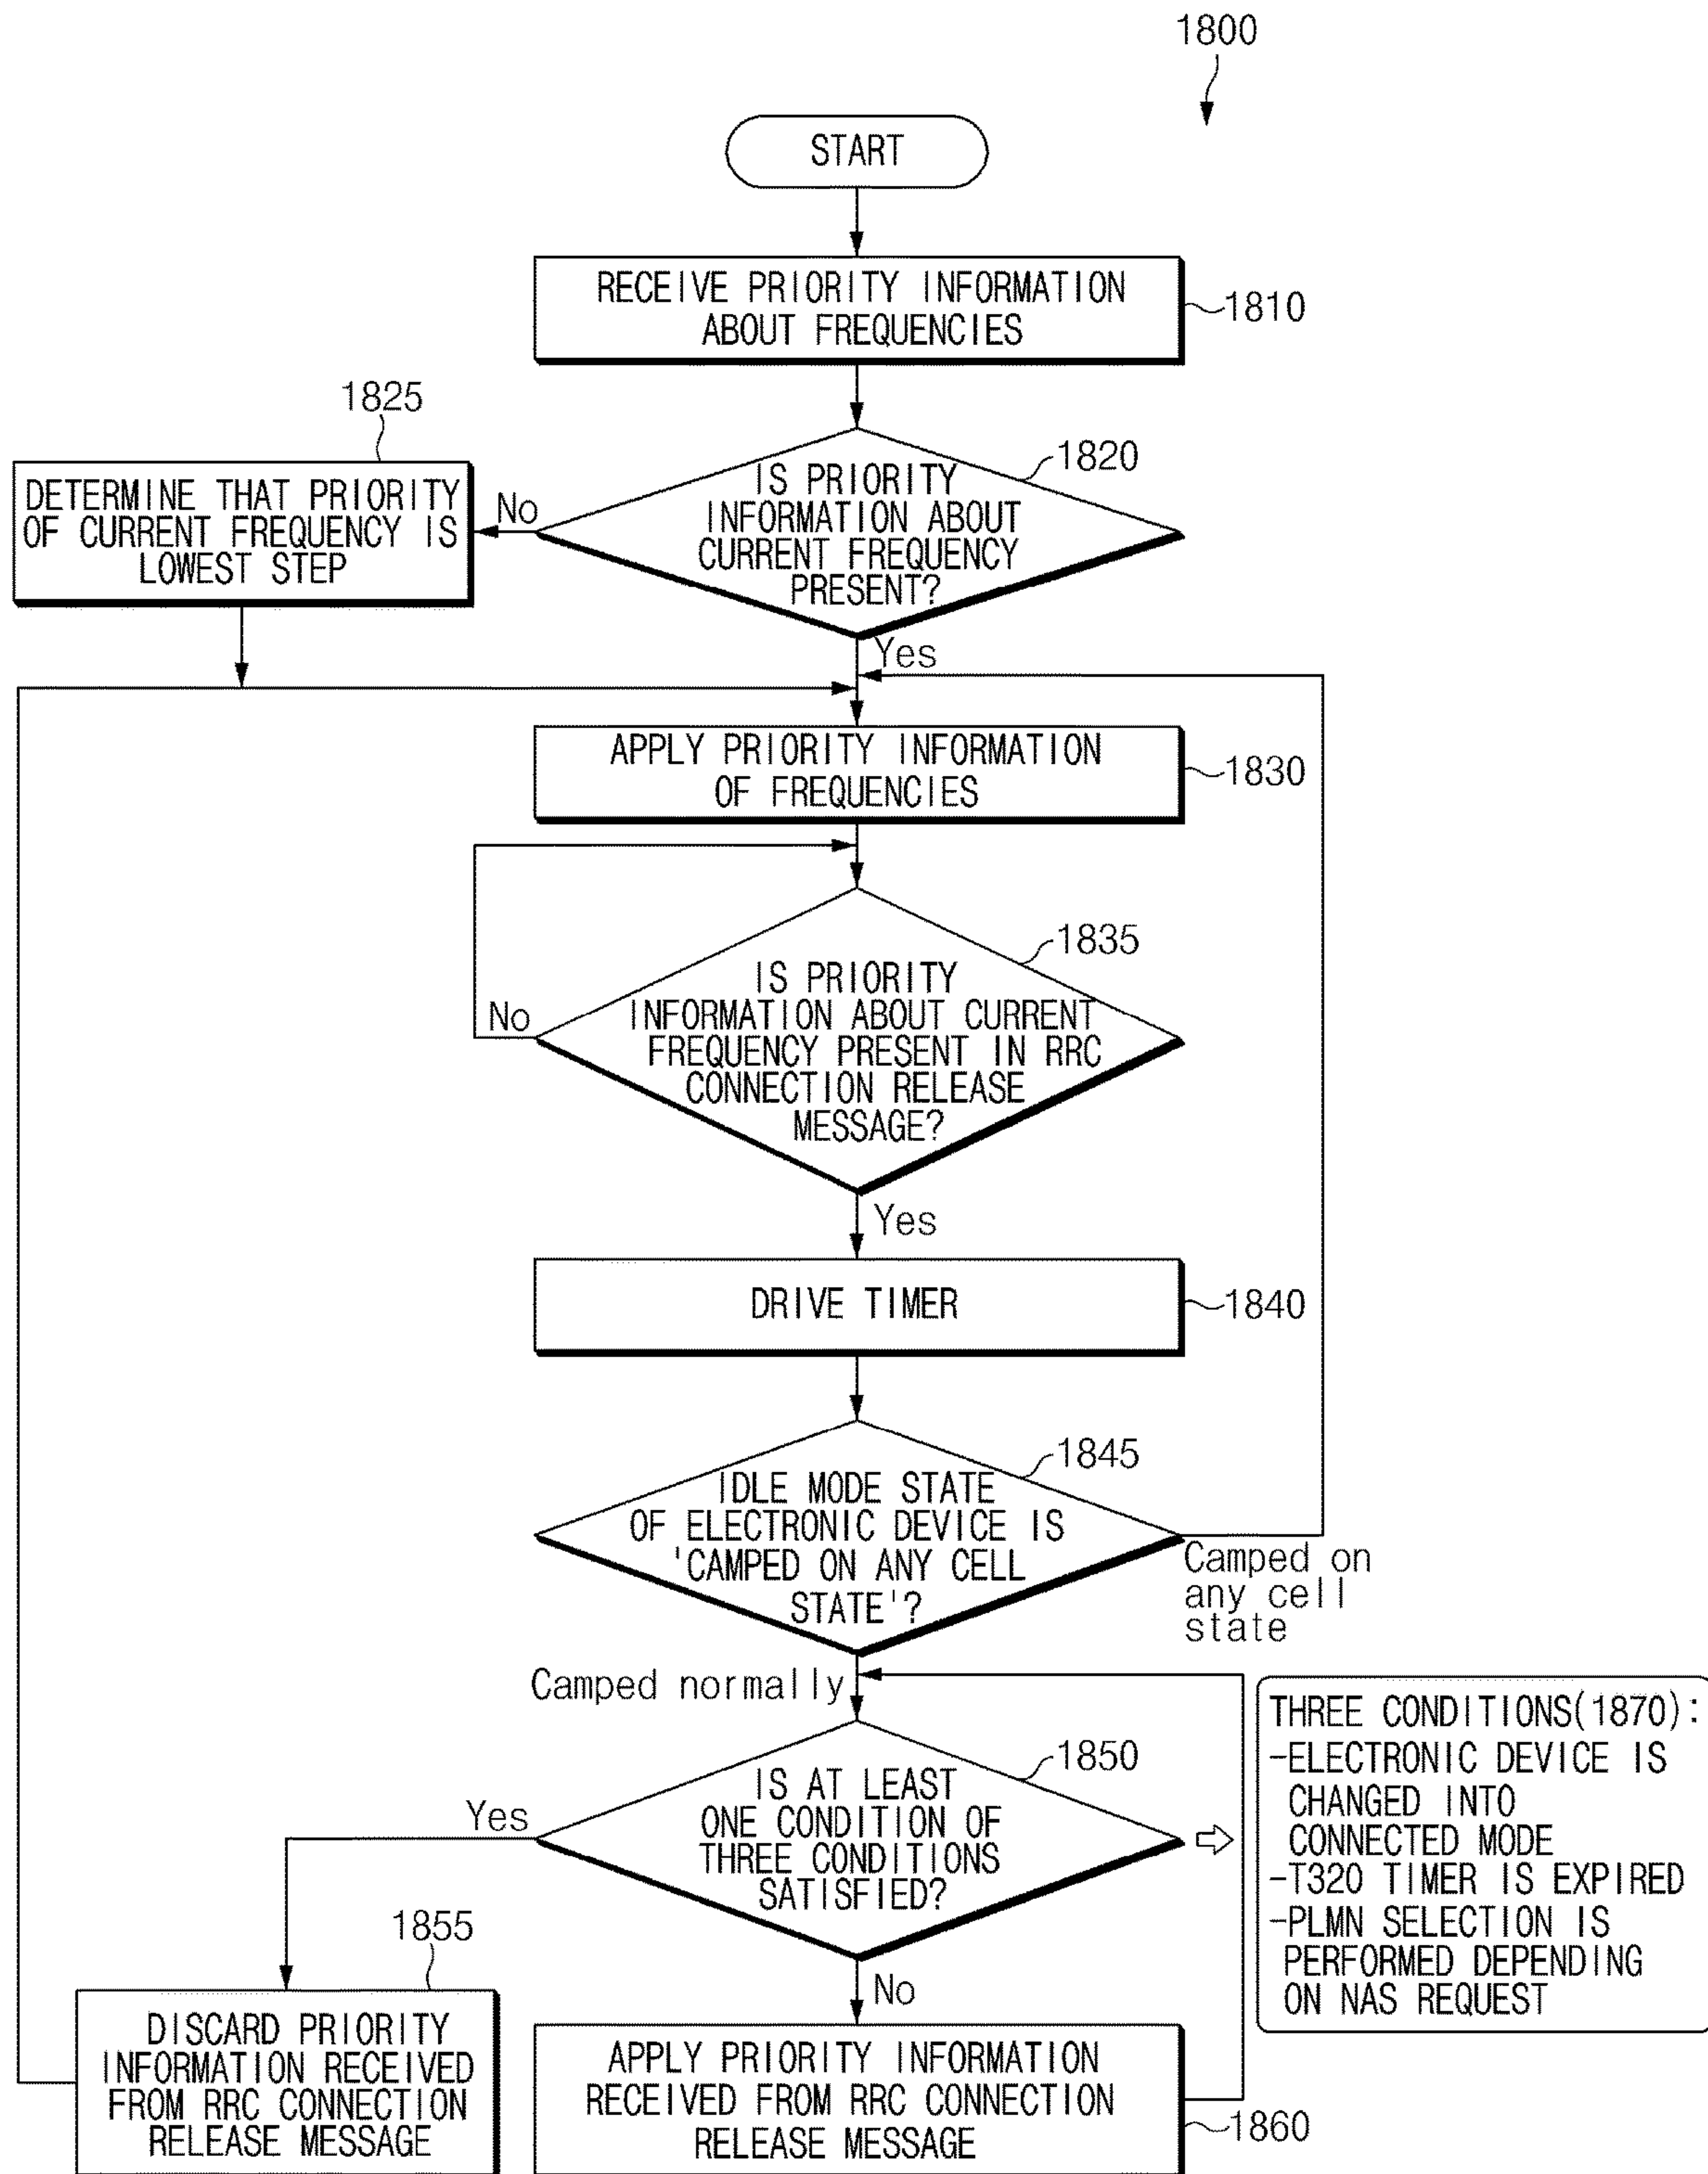 1800
START
RECEIVE PRIORITY INFORMATION
ABOUT FREQUENCIES
1810
1825
DETERMINE THAT PRIORITY
OF CURRENT FREQUENCY IS
LOWEST STEP
No
IS PRIORITY
INFORMATION ABOUT
CURRENT FREQUENCY
PRESENT?
1820
Yes
APPLY PRIORITY INFORMATION
OF FREQUENCIES
1830
IS PRIORITY
INFORMATION ABOUT CURRENT
FREQUENCY PRESENT IN RRC
CONNECTION RELEASE
MESSAGE?
1835
No
Yes
DRIVE TIMER
1840
IDLE MODE STATE
OF ELECTRONIC DEVICE IS
'CAMPED ON ANY CELL
STATE'?
1845
Camped on
any cell
state
Camped normally
IS AT LEAST
ONE CONDITION OF
THREE CONDITIONS
SATISFIED?
1850
THREE CONDITIONS(1870):
-ELECTRONIC DEVICE IS
CHANGED INTO
CONNECTED MODE
-T320 TIMER IS EXPIRED
-PLMN SELECTION IS
PERFORMED DEPENDING
ON NAS REQUEST
Yes
1855
DISCARD PRIORITY
INFORMATION RECEIVED
FROM RRC CONNECTION
RELEASE MESSAGE
No
APPLY PRIORITY INFORMATION
RECEIVED FROM RRC CONNECTION
RELEASE MESSAGE
1860